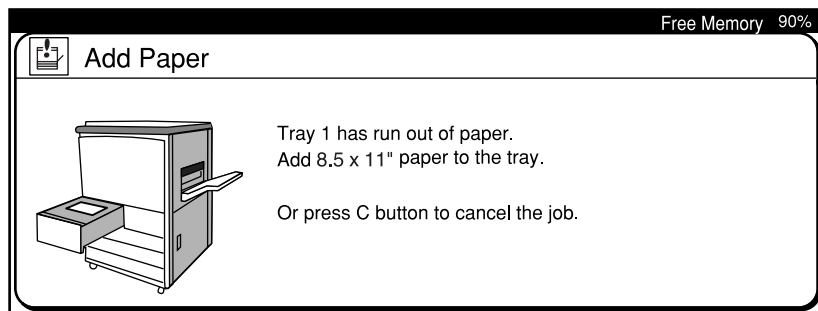 Free Memory 90%
Add Paper
Tray 1 has run out of paper.
Add 8.5 x 11" paper to the tray.
Or press C button to cancel the job.